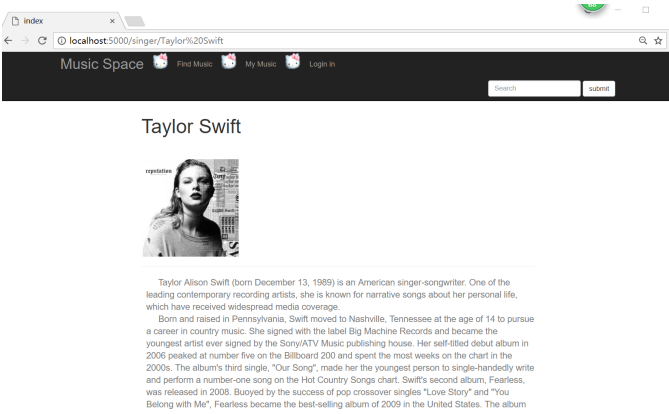 index
localhost:5000/singer/Taylor%20Swift
Music Space Find Music My Music Login in
Search submit
Taylor Swift
reputation
Taylor Alison Swift (born December 13, 1989) is an American singer-songwriter. One of the
leading contemporary recording artists, she is known for narrative songs about her personal life,
which have received widespread media coverage.
Born and raised in Pennsylvania, Swift moved to Nashville, Tennessee at the age of 14 to pursue
a career in country music. She signed with the label Big Machine Records and became the
youngest artist ever signed by the Sony/ATV Music publishing house. Her self-titled debut album in
2006 peaked at number five on the Billboard 200 and spent the most weeks on the chart in the
2000s. The album's third single, "Our Song", made her the youngest person to single-handedly write
and perform a number-one song on the Hot Country Songs chart. Swift's second album, Fearless,
was released in 2008. Buoyed by the success of pop crossover singles "Love Story" and "You
Belong with Me", Fearless became the best-selling album of 2009 in the United States. The album